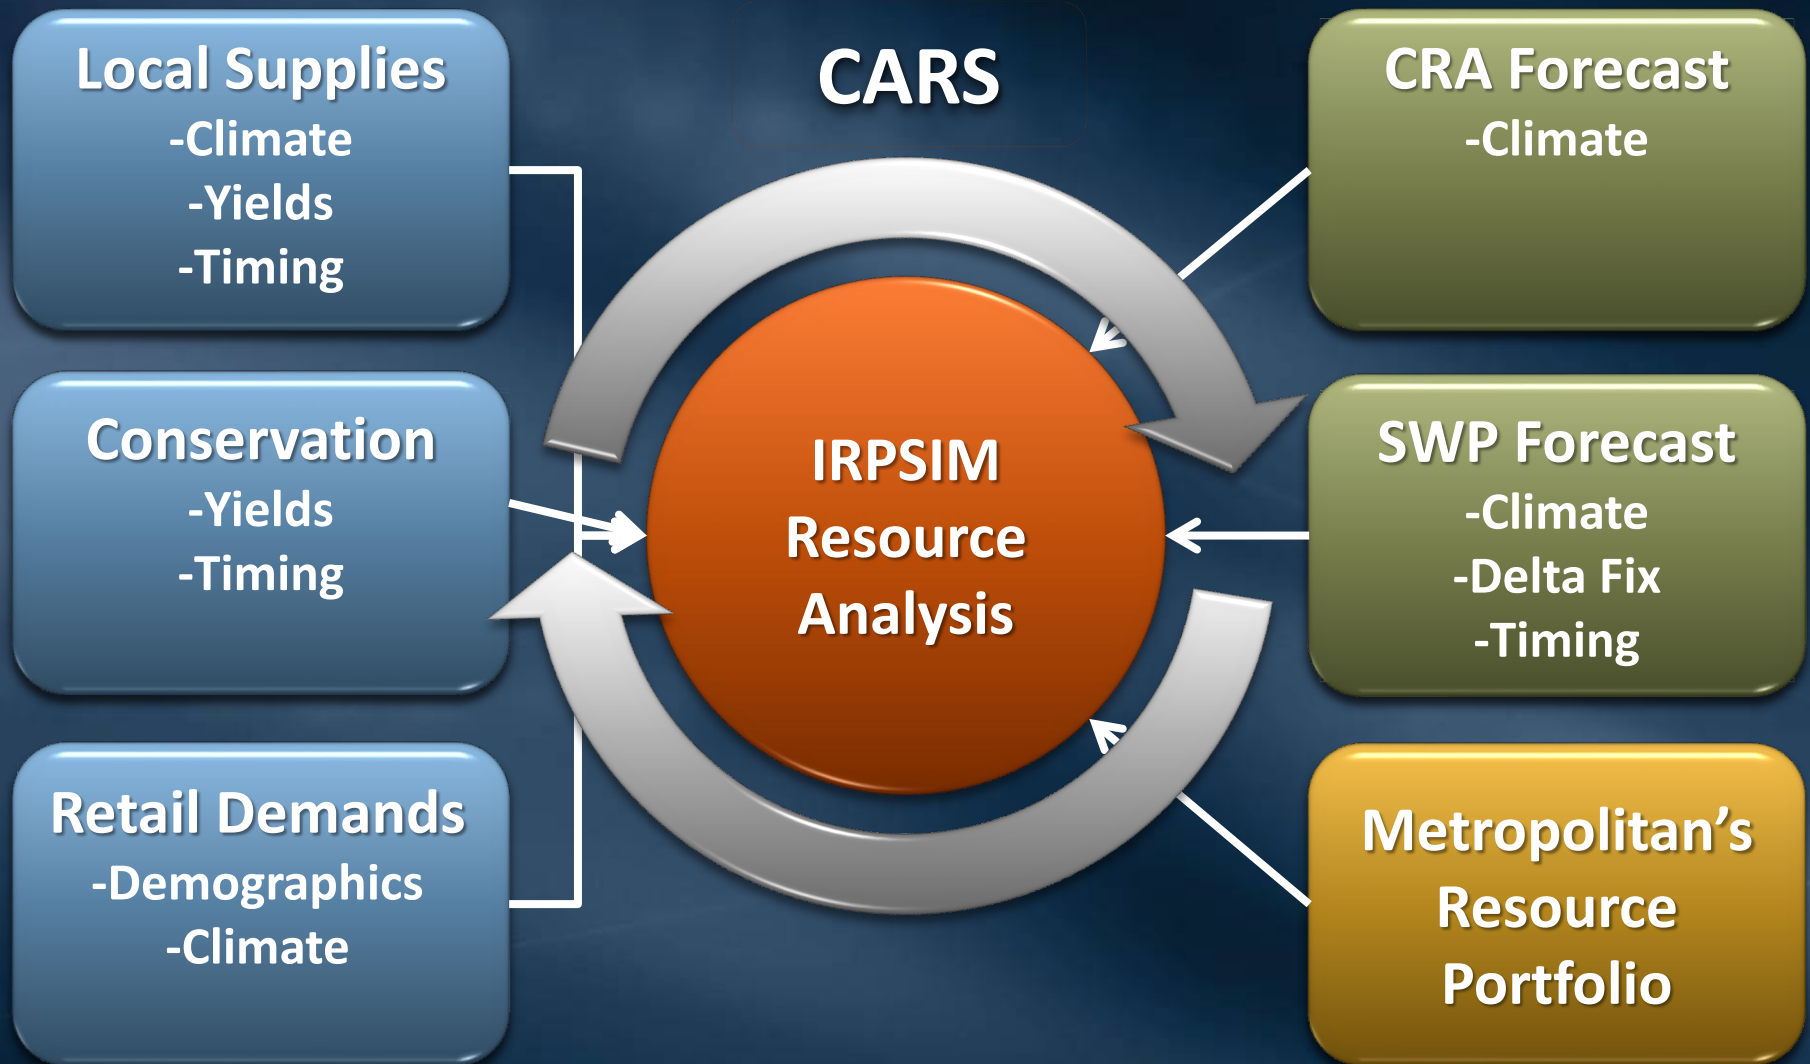 Local Supplies
-Climate
-Yields
-Timing
Conservation
-Yields
-Timing
Retail Demands
-Demographics
-Climate
CARS
IRPSIM
Resource
Analysis
CRA Forecast
-Climate
SWP Forecast
-Climate
-Delta Fix
-Timing
Metropolitan’s
Resource
Portfolio